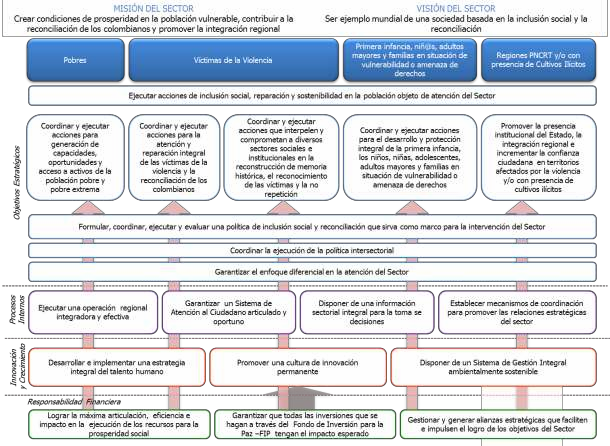 MISIÓN DEL SECTOR
Crear condiciones de prosperidad en la población vulnerable, contribuir a la
reconciliación de los colombianos y promover la integración regional
VISIÓN DEL SECTOR
Ser ejemplo mundial de una sociedad basada en la inclusión social y la
reconciliación
Pobres
Víctimas de la Violencia
Primera infancia, niñ@s, adultos
mayores y familias en situación de
vulnerabilidad o amenaza de
derechos
Regiones PNCRT y/o con
presencia de Cultivos Ilícitos
Ejecutar acciones de inclusión social, reparación y sostenibilidad en la población objeto de atención del Sector
Objetivos Estratégicos
Coordinar y ejecutar
acciones para
generación de
capacidades,
oportunidades y
acceso a activos de la
población pobre y
pobre extrema
Coordinar y ejecutar
acciones para la
atención y
reparación integral
de las víctimas de la
violencia y la
reconciliación de los
colombianos
Coordinar y ejecutar
acciones que interpelen y
comprometan a diversos
sectores sociales e
institucionales en la
reconstrucción de memoria
histórica, el reconocimiento
de las víctimas y la no
repetición
Coordinar y ejecutar acciones
para el desarrollo y protección
integral de la primera infancia,
los niños, niñas, adolescentes,
adultos mayores y familias en
situación de vulnerabilidad o
amenaza de derechos
Promover la presencia
institucional del Estado, la
integración regional e
incrementar la confianza
ciudadana en territorios
afectados por la violencia
y/o con presencia de
cultivos ilícitos
Formular, coordinar, ejecutar y evaluar una política de inclusión social y reconciliación que sirva como marco para la intervención del Sector
Coordinar la ejecución de la política intersectorial
Garantizar el enfoque diferencial en la atención del Sector
Procesos
Internos
Ejecutar una operación regional
integradora y efectiva
Garantizar un Sistema de
Atención al Ciudadano articulado y
oportuno
Disponer de una información
sectorial integral para la toma se
decisiones
Establecer mecanismos de coordinación
para promover las relaciones estratégicas
del sector
Innovación
y Crecimiento
Desarrollar e implementar una estrategia
integral del talento humano
Promover una cultura de innovación
permanente
Disponer de un Sistema de Gestión Integral
ambientalmente sostenible
Responsabilidad Financiera
Lograr la máxima articulación, eficiencia e
impacto en la ejecución de los recursos para la
prosperidad social
Garantizar que todas las inversiones que se
hagan a través del Fondo de Inversión para la
Paz –FIP tengan el impacto esperado
Gestionar y generar alianzas estratégicas que faciliten
e impulsen el logro de los objetivos del Sector